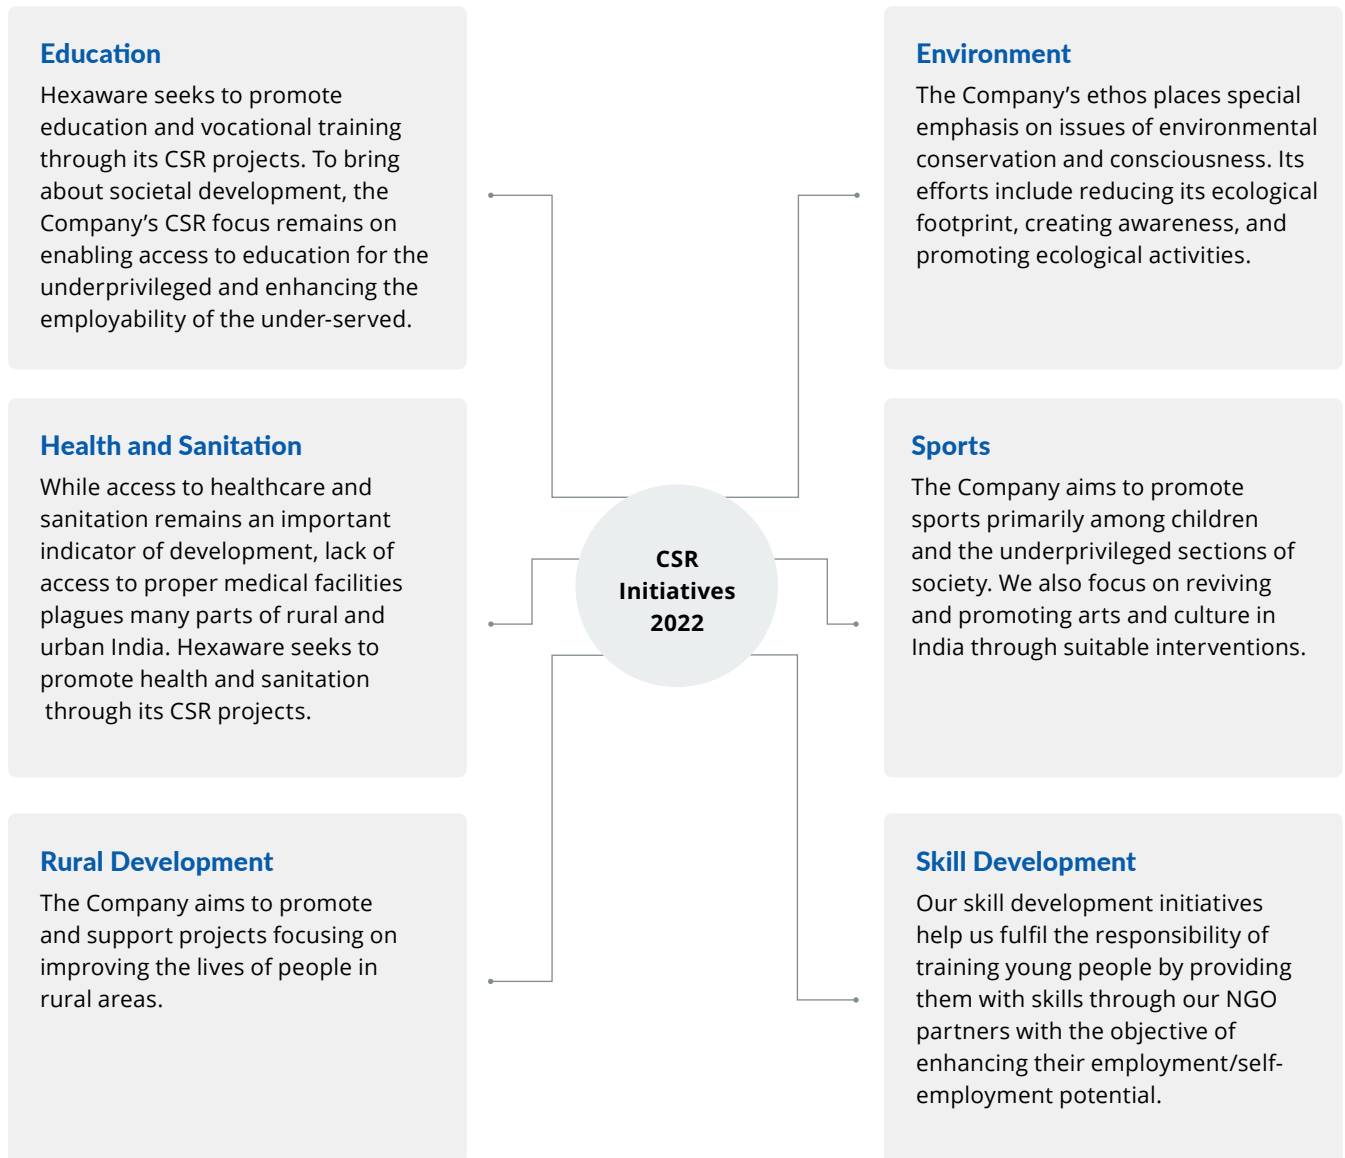 Education
Hexaware seeks to promote
education and vocational training
through its CSR projects. To bring
about societal development, the
Company’s CSR focus remains on
enabling access to education for the
underprivileged and enhancing the
employability of the under-served.
Environment
The Company’s ethos places special
emphasis on issues of environmental
conservation and consciousness. Its
efforts include reducing its ecological
footprint, creating awareness, and
promoting ecological activities.
Health and Sanitation
While access to healthcare and
sanitation remains an important
indicator of development, lack of
access to proper medical facilities
plagues many parts of rural and
urban India. Hexaware seeks to
promote health and sanitation
through its CSR projects.
CSR
Initiatives
2022
Sports
The Company aims to promote
sports primarily among children
and the underprivileged sections of
society. We also focus on reviving
and promoting arts and culture in
India through suitable interventions.
Rural Development
The Company aims to promote
and support projects focusing on
improving the lives of people in
rural areas.
Skill Development
Our skill development initiatives
help us fulfil the responsibility of
training young people by providing
them with skills through our NGO
partners with the objective of
enhancing their employment/self-
employment potential.